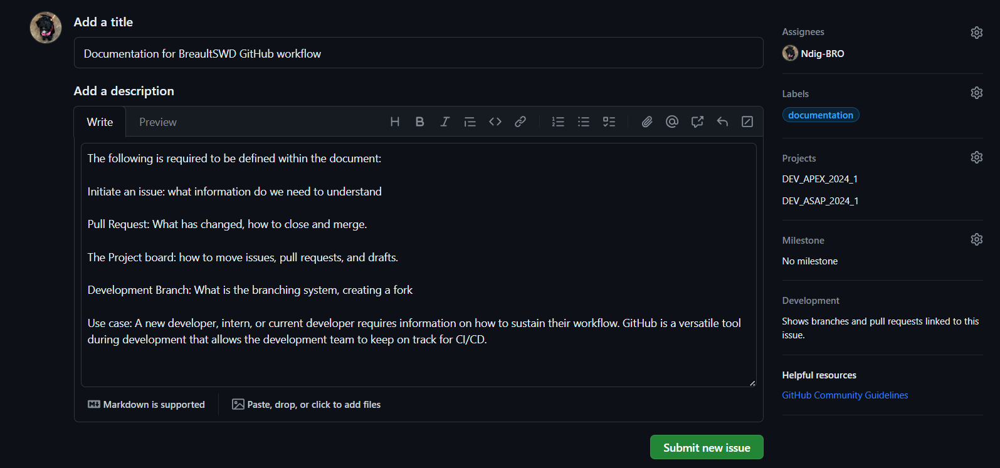 Add a title
Documentation for BreaultSWD GitHub workflow
Add a description
Write
Preview
H B I
The following is required to be defined within the document:
Initiate an issue: what information do we need to understand
Pull Request: What has changed, how to close and merge.
The Project board: how to move issues, pull requests, and drafts.
Development Branch: What is the branching system, creating a fork
Use case: A new developer, intern, or current developer requires information on how to sustain their workflow. GitHub is a versatile tool
during development that allows the development team to keep on track for CI/CD.
Markdown is supported
Paste, drop, or click to add files
Submit new issue
Assignees
Ndig-BRO
Labels
documentation
Projects
DEV_APEX_2024_1
DEV_ASAP_2024_1
Milestone
No milestone
Development
Shows branches and pull requests linked to this
issue.
Helpful resources
GitHub Community Guidelines